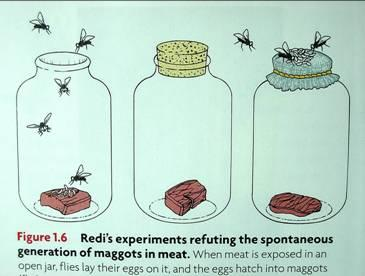 Figure 1.6 Redi's experiments refuting the spontaneous
generation of maggots in meat. When meat is exposed in an
open jar, flies lay their eggs on it, and the eggs hatch into maggots